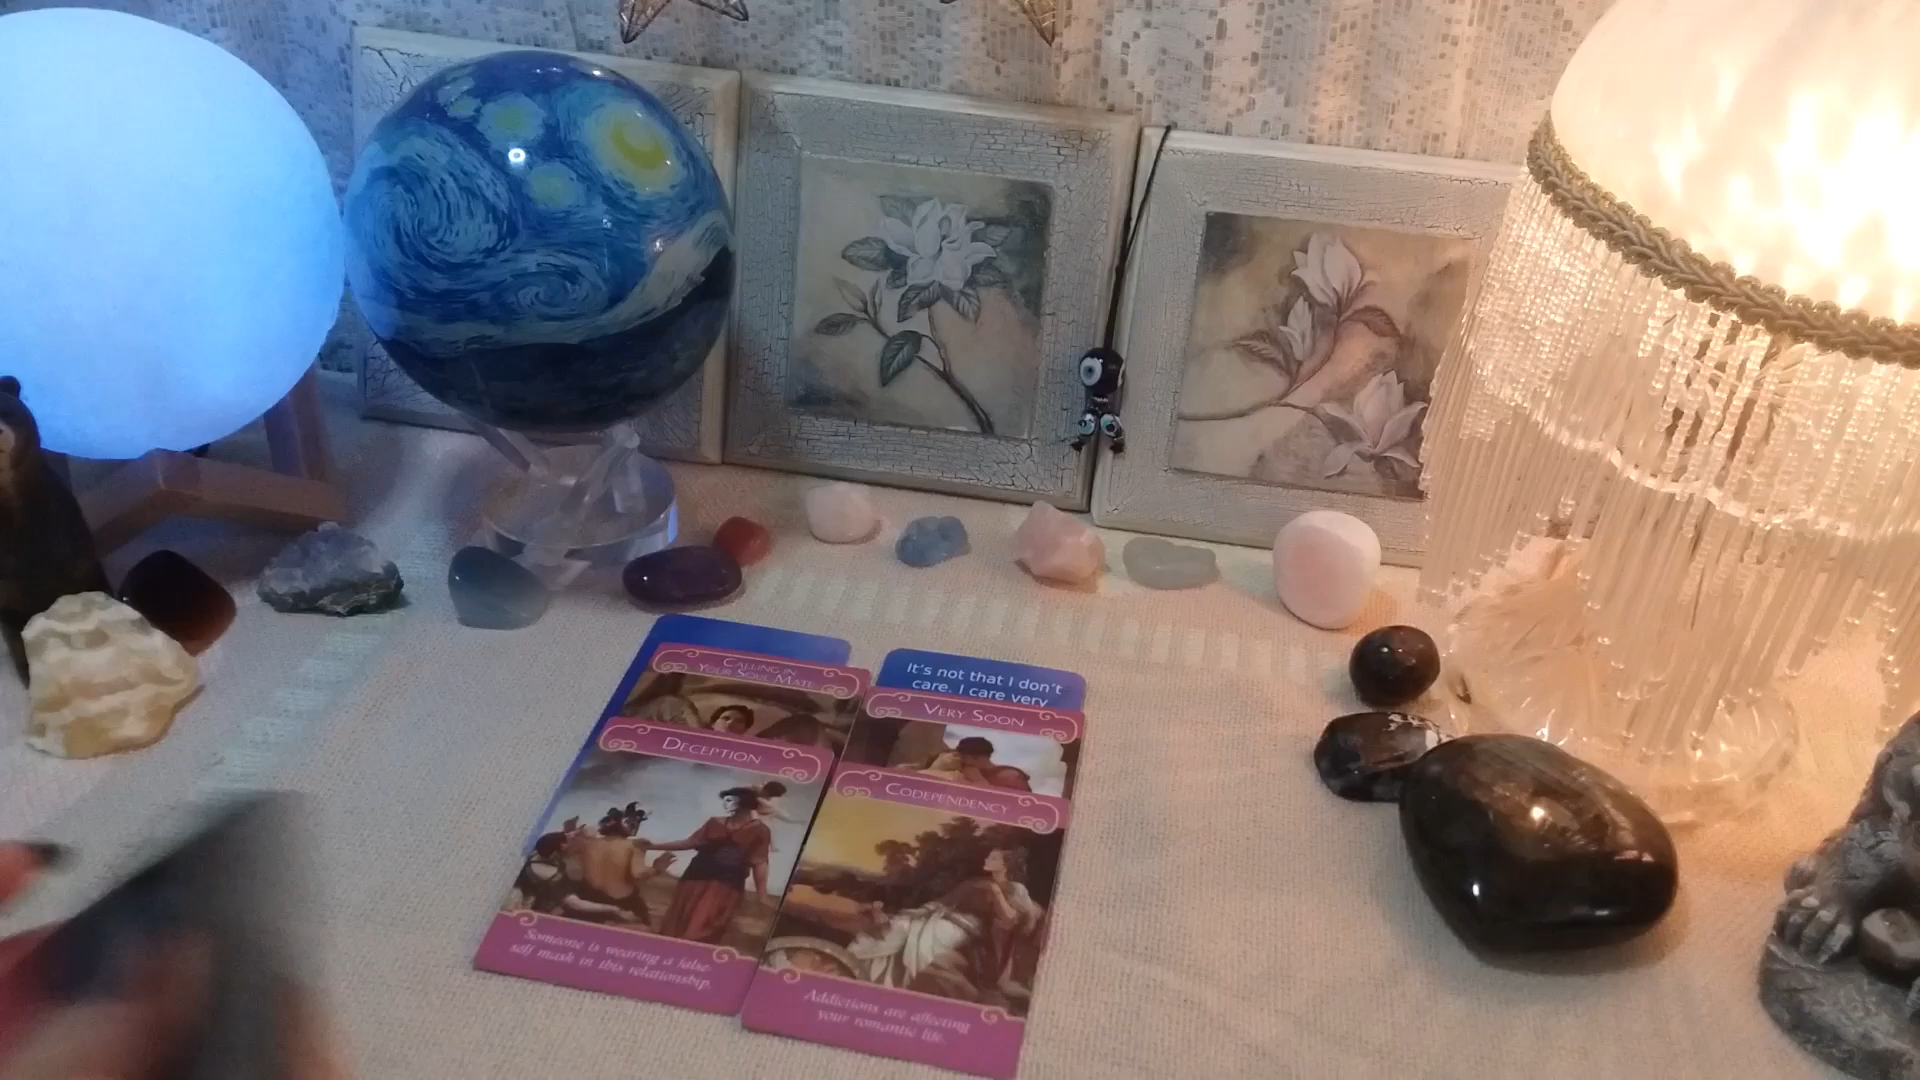 CALLING IN
YOUR SOUL MATE
DECEPTION
Someone is wearing a false-
self mask in this relationship.
It's not that I don't
care. I care very
VERY SOON
CODEPENDENCY
Addictions are affecting
your romantic life.